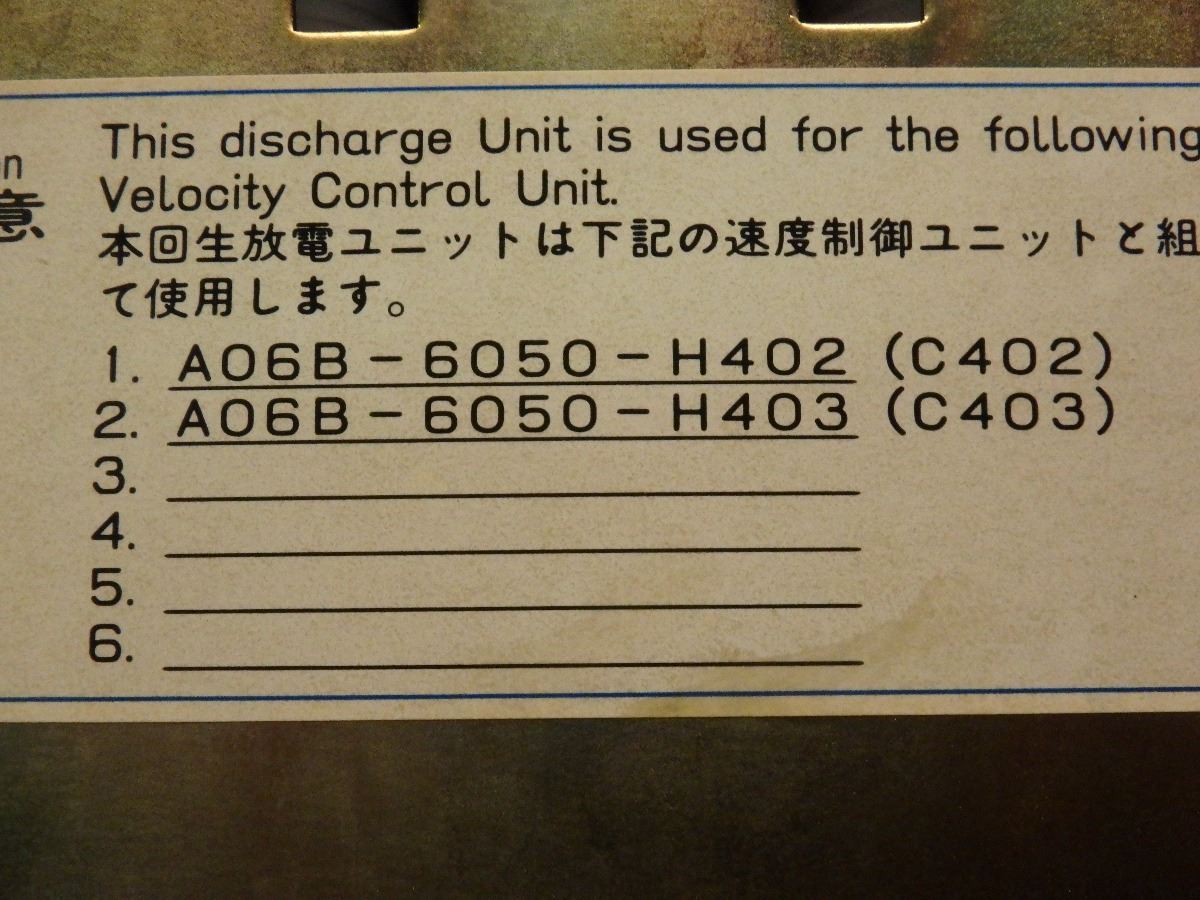 This discharge Unit is used for the following
Velocity Control Unit.
意
本回生放電ユニットは下記の速度制御ユニットと組
て使用します。
1. A06B-6050-H402 (C402)
2. A06B-6050-H403 (C403)
3.
4.
5.
6.